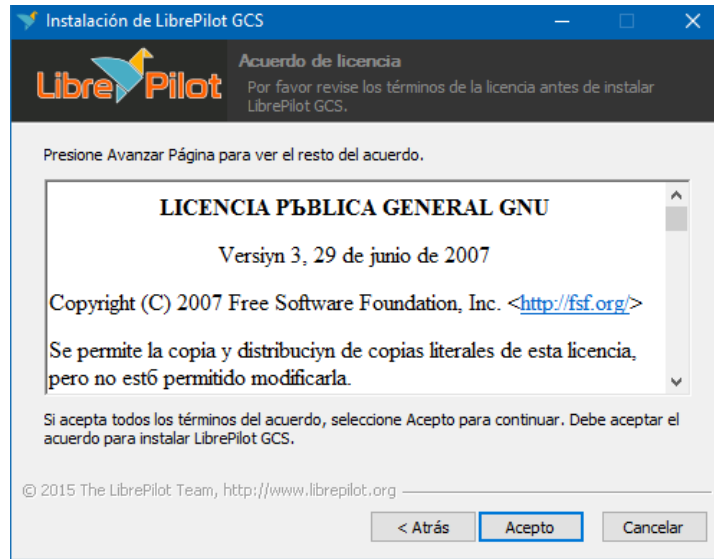 Instalación de LibrePilot GCS
LibrePilot
Acuerdo de licencia
Por favor revise los términos de la licencia antes de instalar
LibrePilot GCS.
Presione Avanzar Página para ver el resto del acuerdo.
LICENCIA PЪBLICA GENERAL GNU
Versiyn 3, 29 de junio de 2007
Copyright (C) 2007 Free Software Foundation, Inc. <http://fsf.org/>
Se permite la copia y distribuciyn de copias literales de esta licencia,
pero no est6 permitido modificarla.
Si acepta todos los términos del acuerdo, seleccione Acepto para continuar. Debe aceptar el
acuerdo para instalar LibrePilot GCS.
© 2015 The LibrePilot Team, http://www.librepilot.org
< Atrás
Acepto
Cancelar